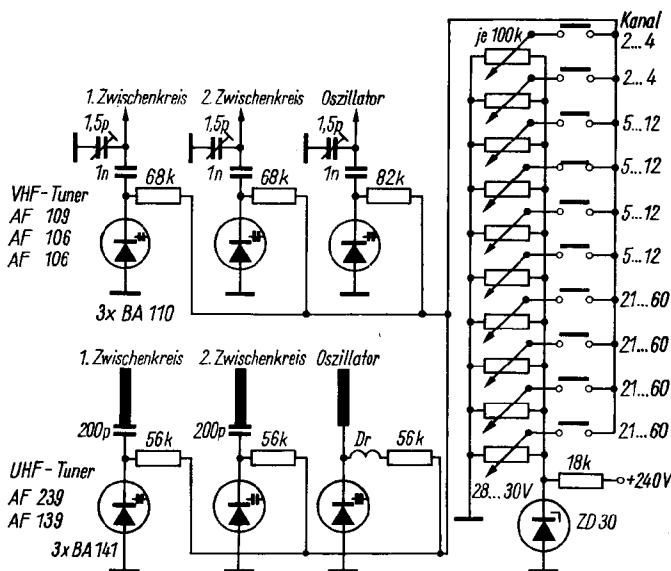 Kanal
je 100k
2...4
2...4
5...12
5...12
5...12
5...12
21...60
21...60
21...60
21...60
28...30V
18k
+240V
ZD 30
1. Zwischenkreis
2. Zwischenkreis
Oszillator
1,5p
1,5p
1,5p
1n
68k
1n
68k
1n
82k
VHF-Tuner
AF 109
AF 106
AF 106
3x BA 110
1. Zwischenkreis
2. Zwischenkreis
Oszillator
200p
56k
200p
56k
Dr
56k
UHF-Tuner
AF 239
AF 139
3x BA 141